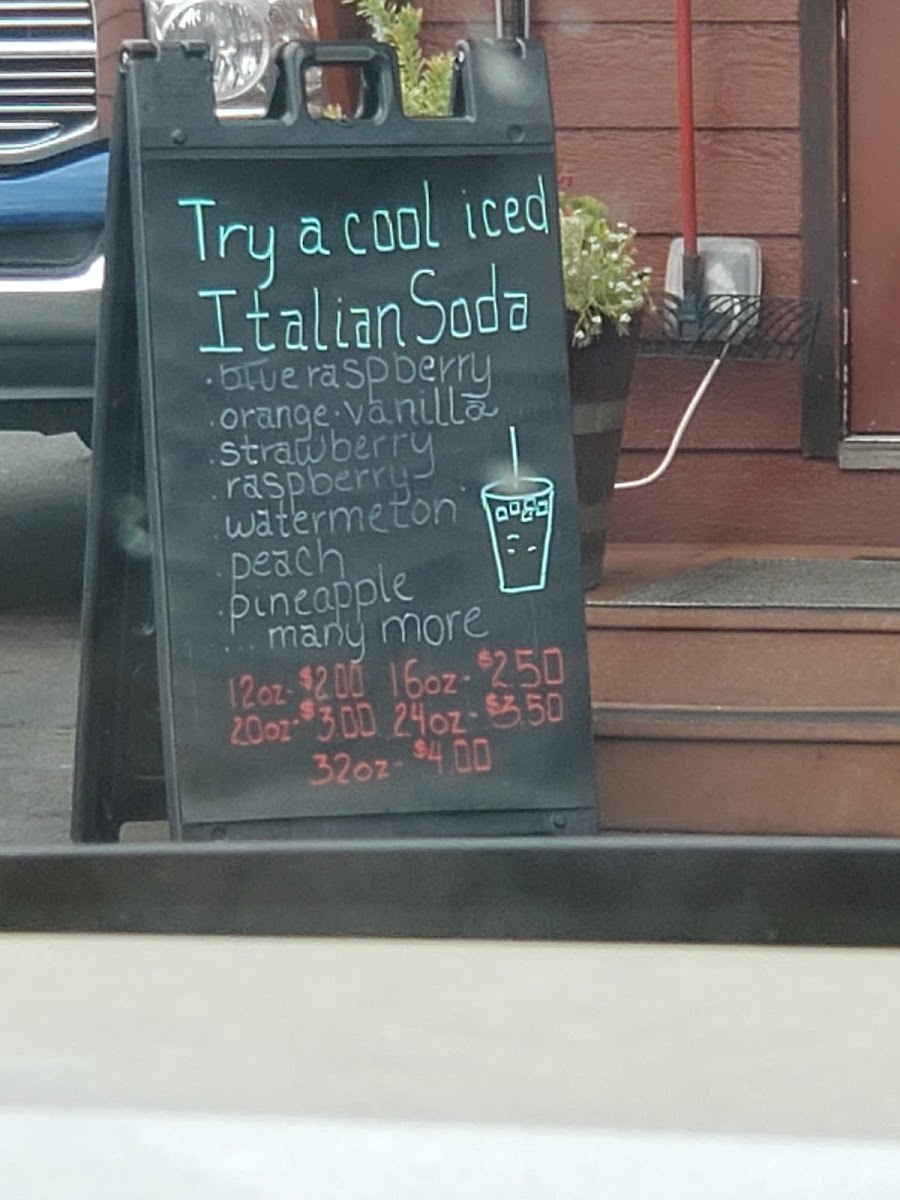 Try a cool iced
Italian Soda
· blue raspberry
· orange · vanilla
· strawberry
· raspberry
· watermelon
· peach
· pineapple
... many more
12oz- $2.00 16oz- $2.50
20oz- $3.00 24oz- $3.50
32oz- $4.00